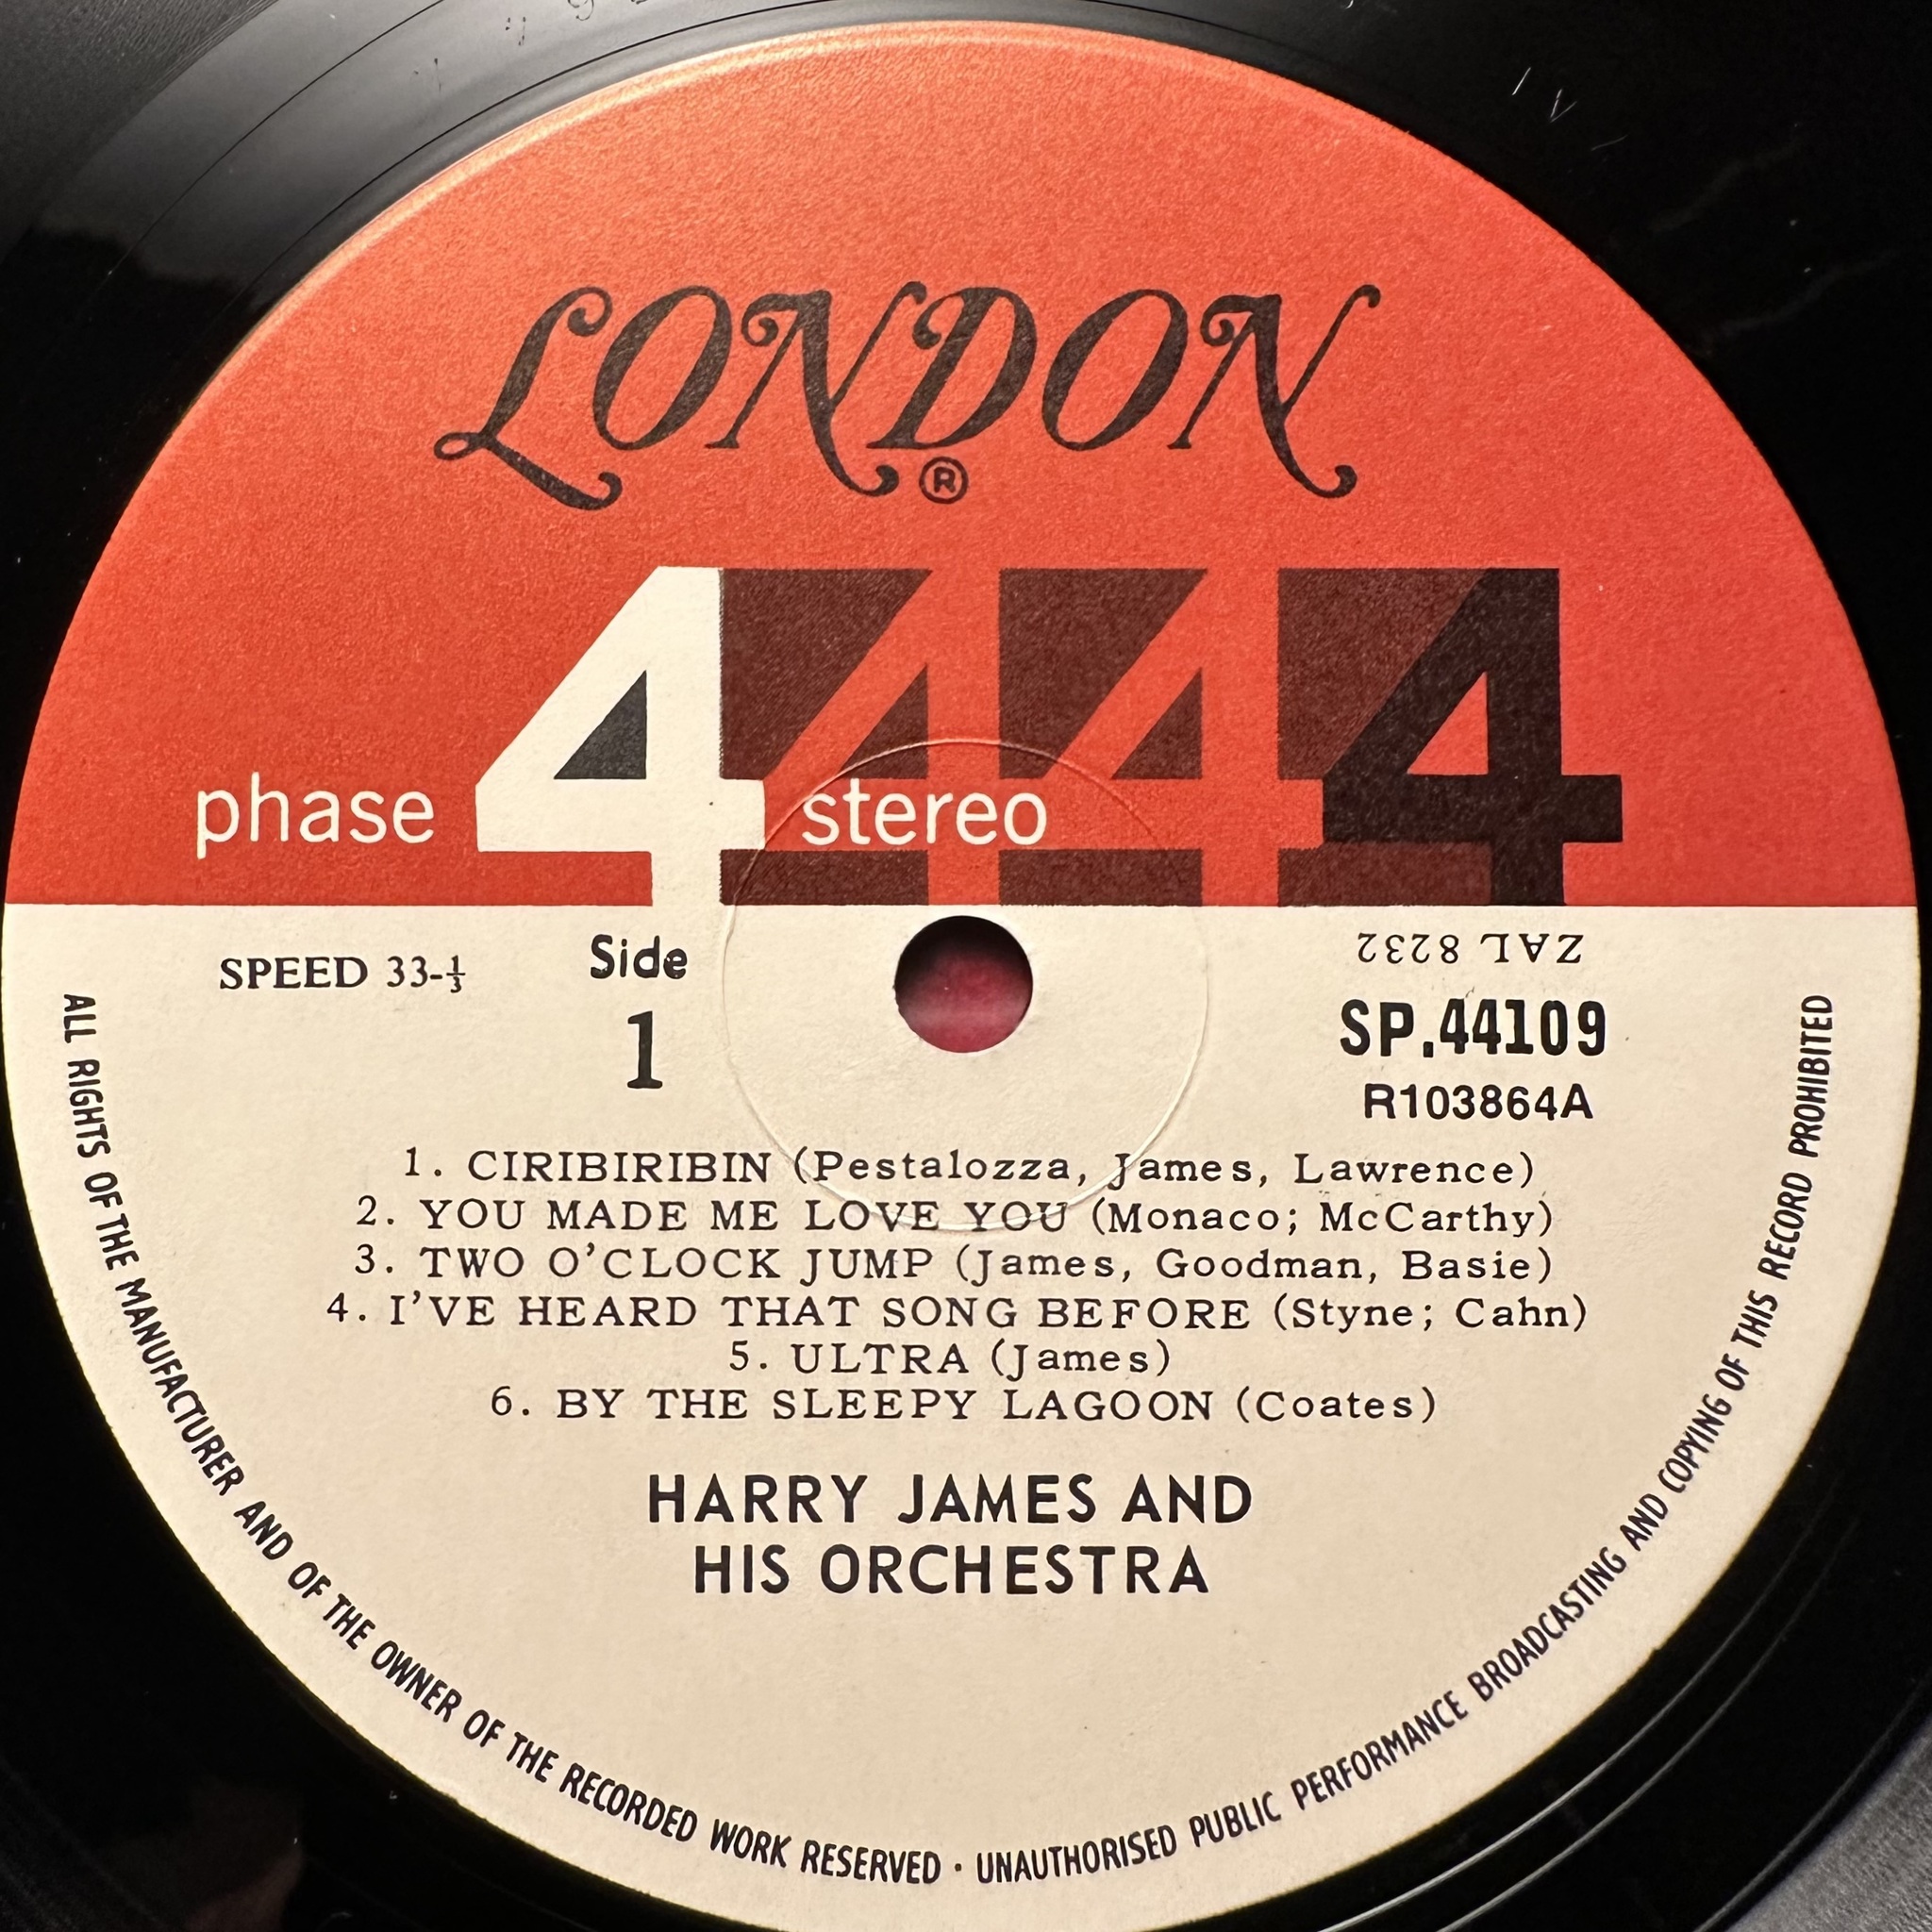 LONDON
®
4444
phase 4 stereo
SPEED 33-⅓
Side
1
ZAL 8232
SP.44109
R103864A
1. CIRIBIRIBIN (Pestalozza, James, Lawrence)
2. YOU MADE ME LOVE YOU (Monaco; McCarthy)
3. TWO O'CLOCK JUMP (James, Goodman, Basie)
4. I'VE HEARD THAT SONG BEFORE (Styne; Cahn)
5. ULTRA (James)
6. BY THE SLEEPY LAGOON (Coates)
HARRY JAMES AND
HIS ORCHESTRA
ALL RIGHTS OF THE MANUFACTURER AND OF THE OWNER OF THE RECORDED WORK RESERVED · UNAUTHORISED PUBLIC PERFORMANCE BROADCASTING AND COPYING OF THIS RECORD PROHIBITED